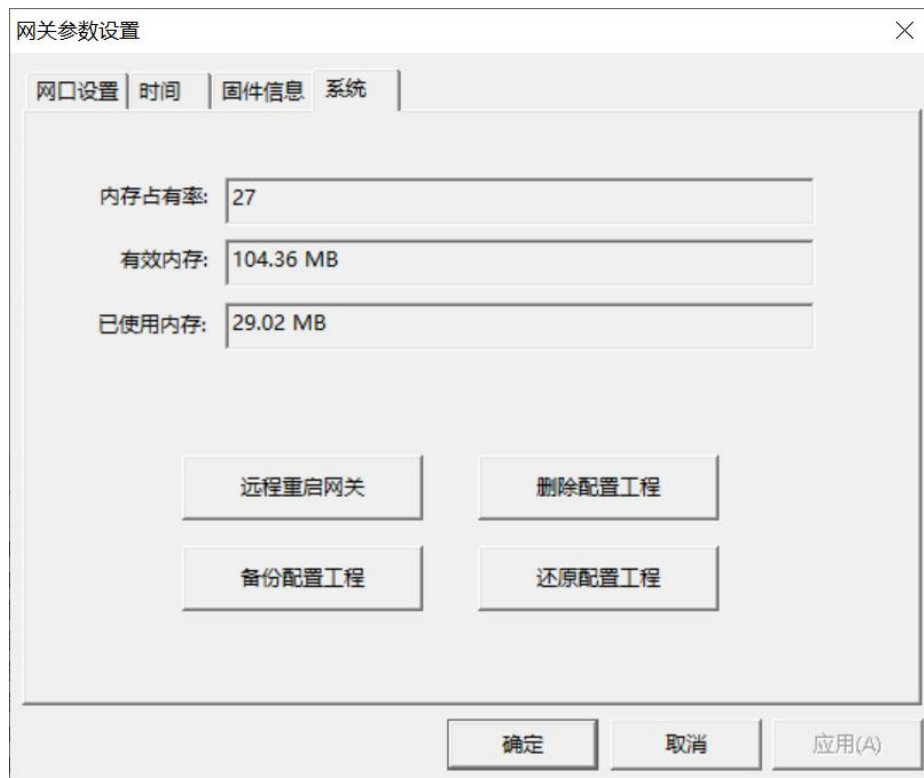 网关参数设置
网口设置 时间 固件信息 系统
内存占有率: 27
有效内存: 104.36 MB
已使用内存: 29.02 MB
远程重启网关 删除配置工程
备份配置工程 还原配置工程
确定 取消 应用(A)